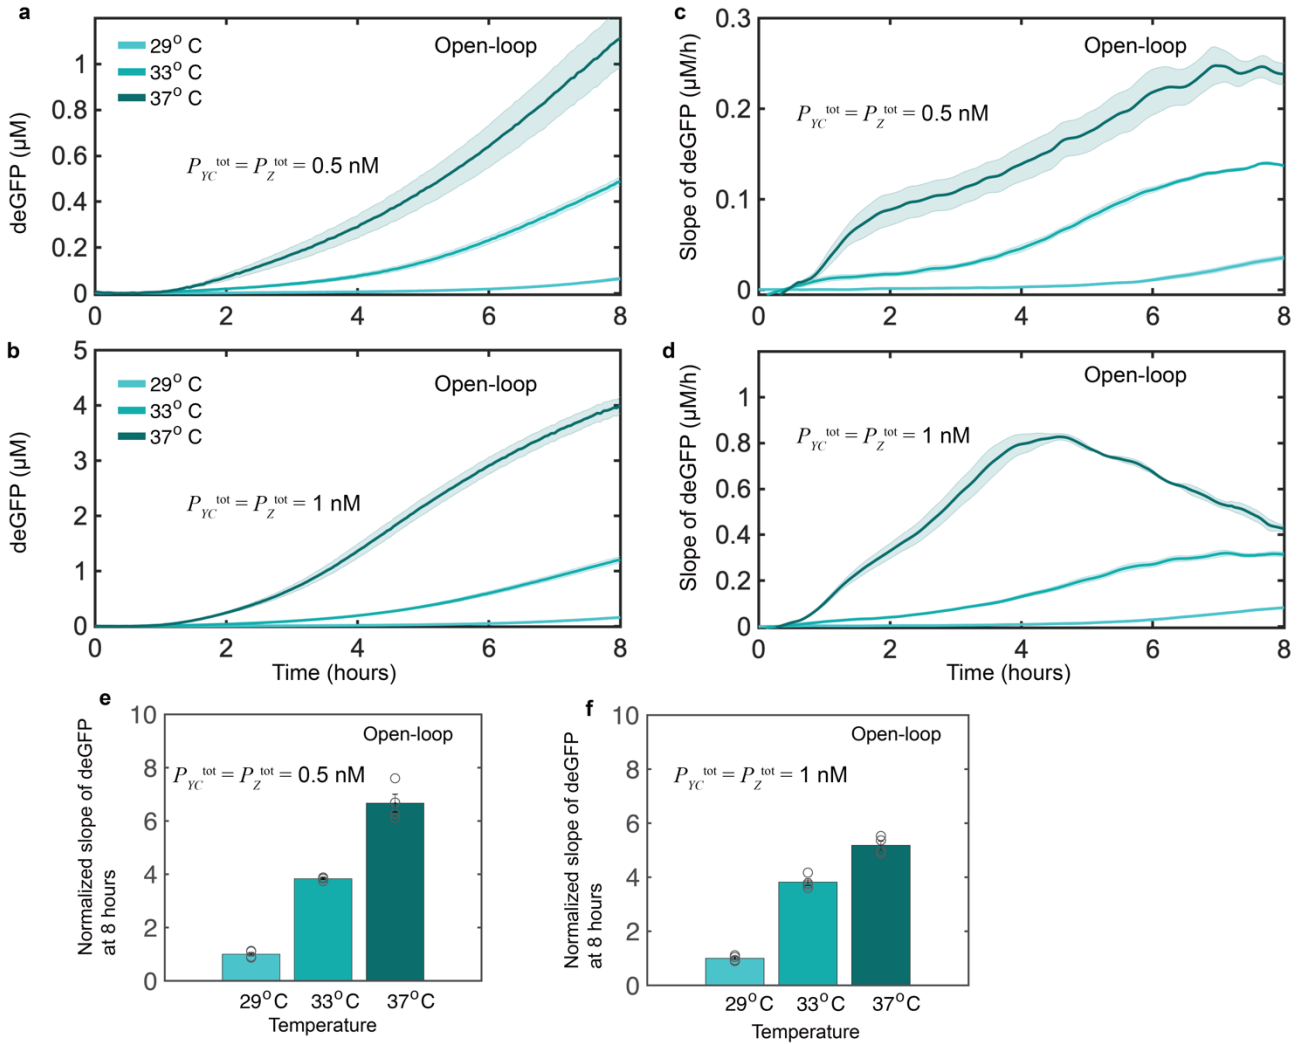 a
29° C
33° C
37° C
Open-loop
P_YC^tot = P_Z^tot = 0.5 nM
deGFP (µM)
1
0.8
0.6
0.4
0.2
0
0 2 4 6 8
c
Open-loop
P_YC^tot = P_Z^tot = 0.5 nM
Slope of deGFP (µM/h)
0.3
0.2
0.1
0
0 2 4 6 8
b
29° C
33° C
37° C
Open-loop
P_YC^tot = P_Z^tot = 1 nM
deGFP (µM)
5
4
3
2
1
0
0 2 4 6 8
Time (hours)
d
Open-loop
P_YC^tot = P_Z^tot = 1 nM
Slope of deGFP (µM/h)
1
0.8
0.6
0.4
0.2
0
0 2 4 6 8
Time (hours)
e
Open-loop
P_YC^tot = P_Z^tot = 0.5 nM
Normalized slope of deGFP
at 8 hours
10
8
6
4
2
0
29°C 33°C 37°C
Temperature
f
Open-loop
P_YC^tot = P_Z^tot = 1 nM
Normalized slope of deGFP
at 8 hours
10
8
6
4
2
0
29°C 33°C 37°C
Temperature